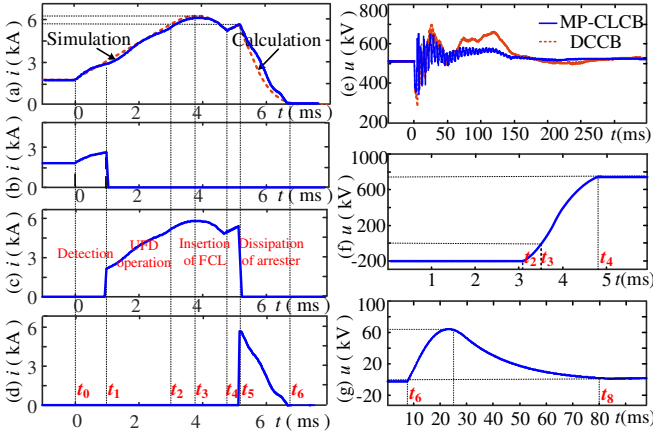 (a) i ( kA)
6
3
0
-Simulation
Calculation
0 2 4 6 t ( ms)
(b) i ( kA)
3
0
0 2 4 6 t ( ms)
(c) i ( kA)
6
3
0
Detection
UFD
operation
Insertion
of FCL
Dissipation
of arrester
0 2 4 6 t ( ms)
(d) i ( kA)
6
3
0
t0 t1 t2 t3 t4 t5 t6
0 2 4 6 t ( ms)
(e) u ( kV)
800
600
400
200
MP-CLCB
DCCB
0 50 100 150 200 250 t(ms)
(f) u ( kV)
1000
800
400
0
-200
t2 t3 t4
1 2 3 4 5 t(ms)
(g) u ( kV)
100
60
20
-20
t6 t8
10 20 30 40 50 60 80 t(ms)